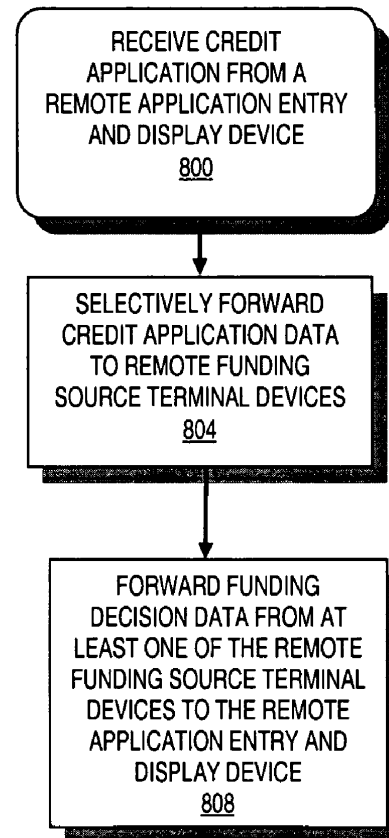 RECEIVE CREDIT
APPLICATION FROM A
REMOTE APPLICATION ENTRY
AND DISPLAY DEVICE
800
SELECTIVELY FORWARD
CREDIT APPLICATION DATA
TO REMOTE FUNDING
SOURCE TERMINAL DEVICES
804
FORWARD FUNDING
DECISION DATA FROM AT
LEAST ONE OF THE REMOTE
FUNDING SOURCE TERMINAL
DEVICES TO THE REMOTE
APPLICATION ENTRY AND
DISPLAY DEVICE
808